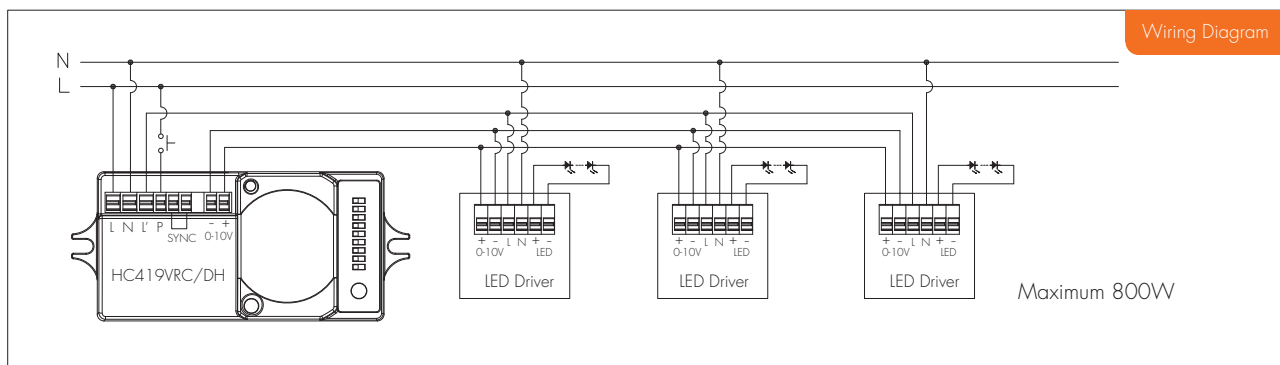 Wiring Diagram
N
L
L N L' P - +
SYNC 0-10V
HC419VRC/DH
+ - L N + -
0-10V LED
LED Driver
+ - L N + -
0-10V LED
LED Driver
+ - L N + -
0-10V LED
LED Driver
Maximum 800W